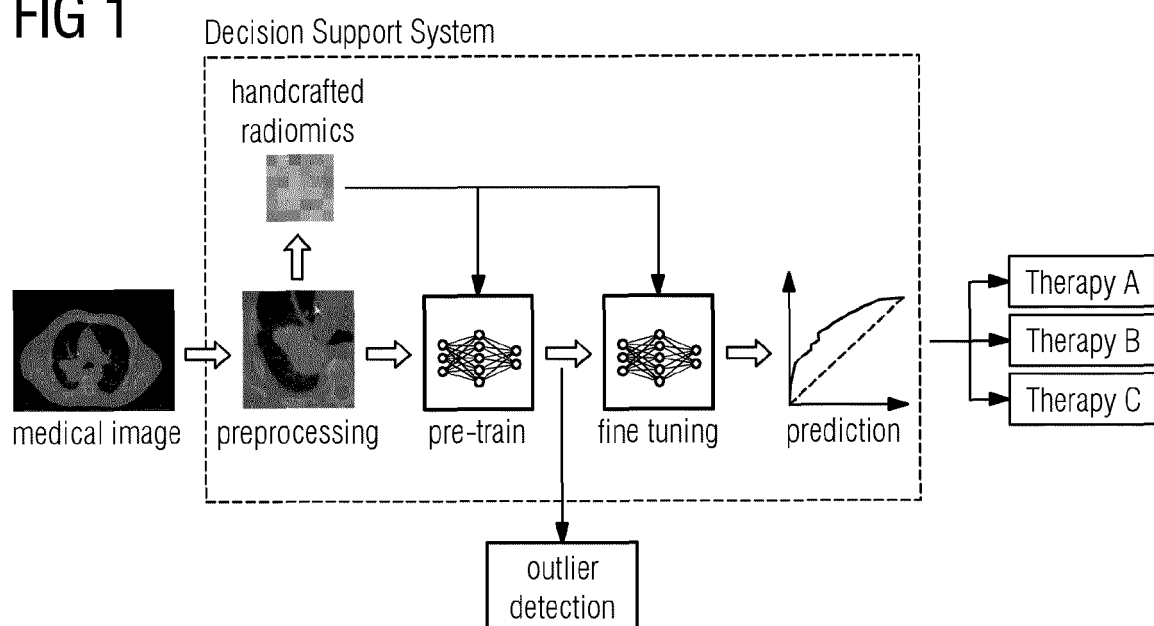 FIG 1
Decision Support System
handcrafted
radiomics
medical image
preprocessing
pre-train
fine tuning
prediction
Therapy A
Therapy B
Therapy C
outlier
detection